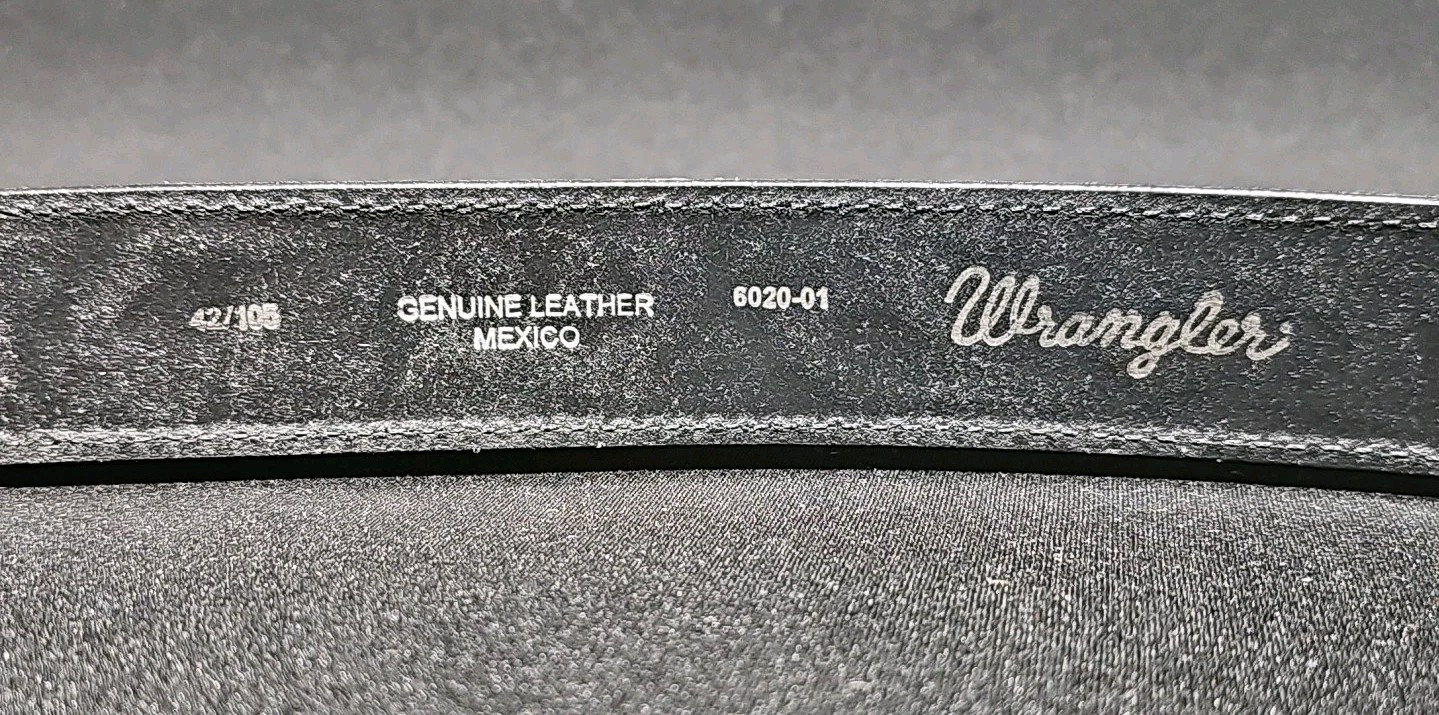 42/105
GENUINE LEATHER
MEXICO
6020-01
Wrangler